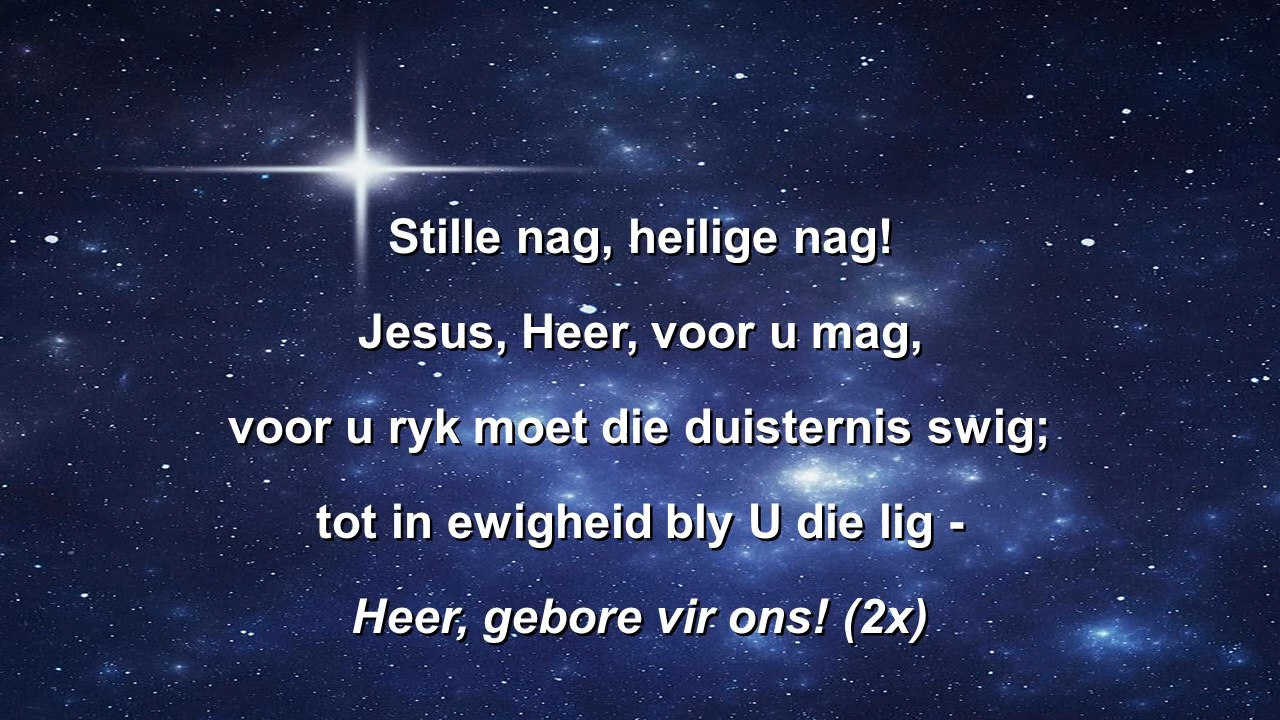 Stille nag, heilige nag!
Jesus, Heer, voor u mag,
voor u ryk moet die duisternis swig;
tot in ewigheid bly U die lig -
Heer, gebore vir ons! (2x)